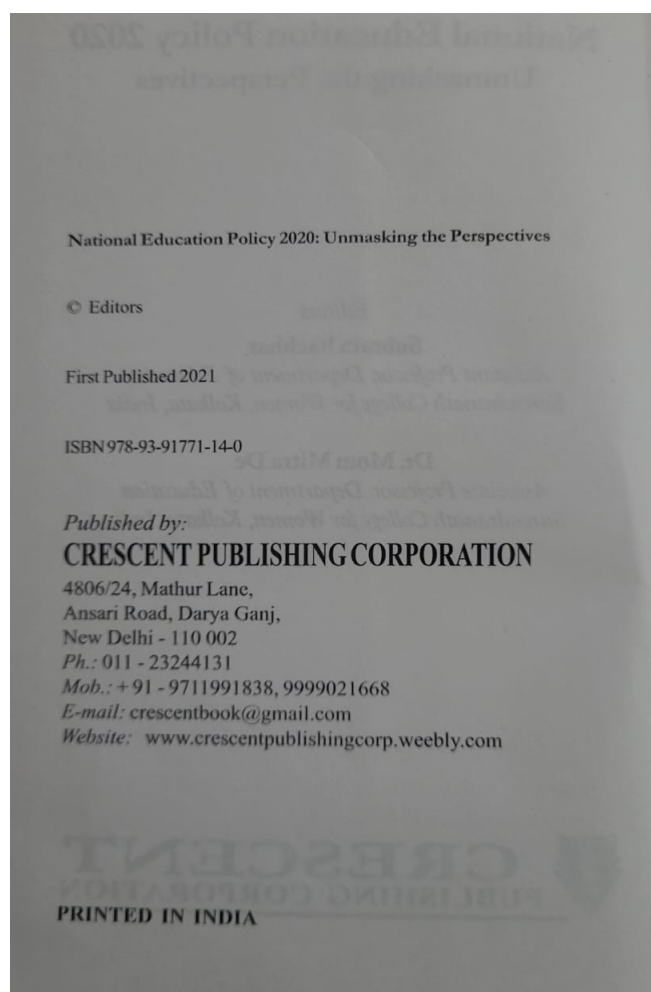 National Education Policy 2020: Unmasking the Perspectives
© Editors
First Published 2021
ISBN 978-93-91771-14-0
Published by:
CRESCENT PUBLISHING CORPORATION
4806/24, Mathur Lane,
Ansari Road, Darya Ganj,
New Delhi - 110 002
Ph.: 011 - 23244131
Mob.: +91 - 9711991838, 9999021668
E-mail: crescentbook@gmail.com
Website: www.crescentpublishingcorp.weebly.com
PRINTED IN INDIA